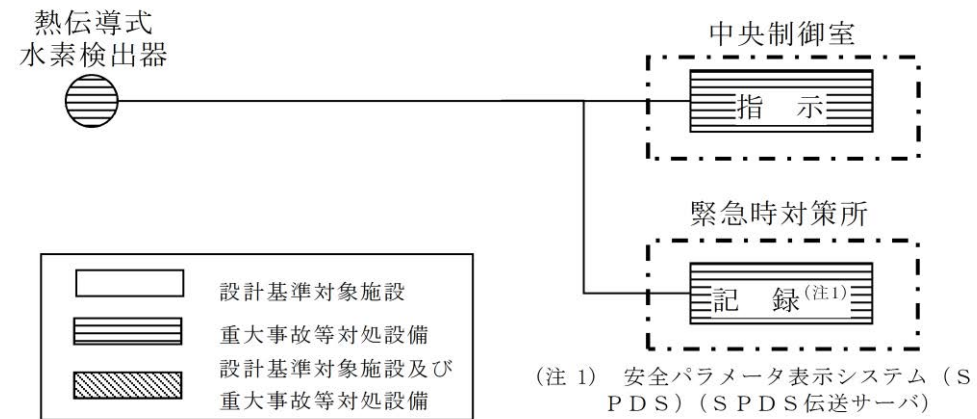 熱伝導式
水素検出器
中央制御室
指　示
緊急時対策所
記　録(注1)
設計基準対象施設
重大事故等対処設備
設計基準対象施設及び
重大事故等対処設備
(注 1)　安全パラメータ表示システム（Ｓ
ＰＤＳ）（ＳＰＤＳ伝送サーバ）